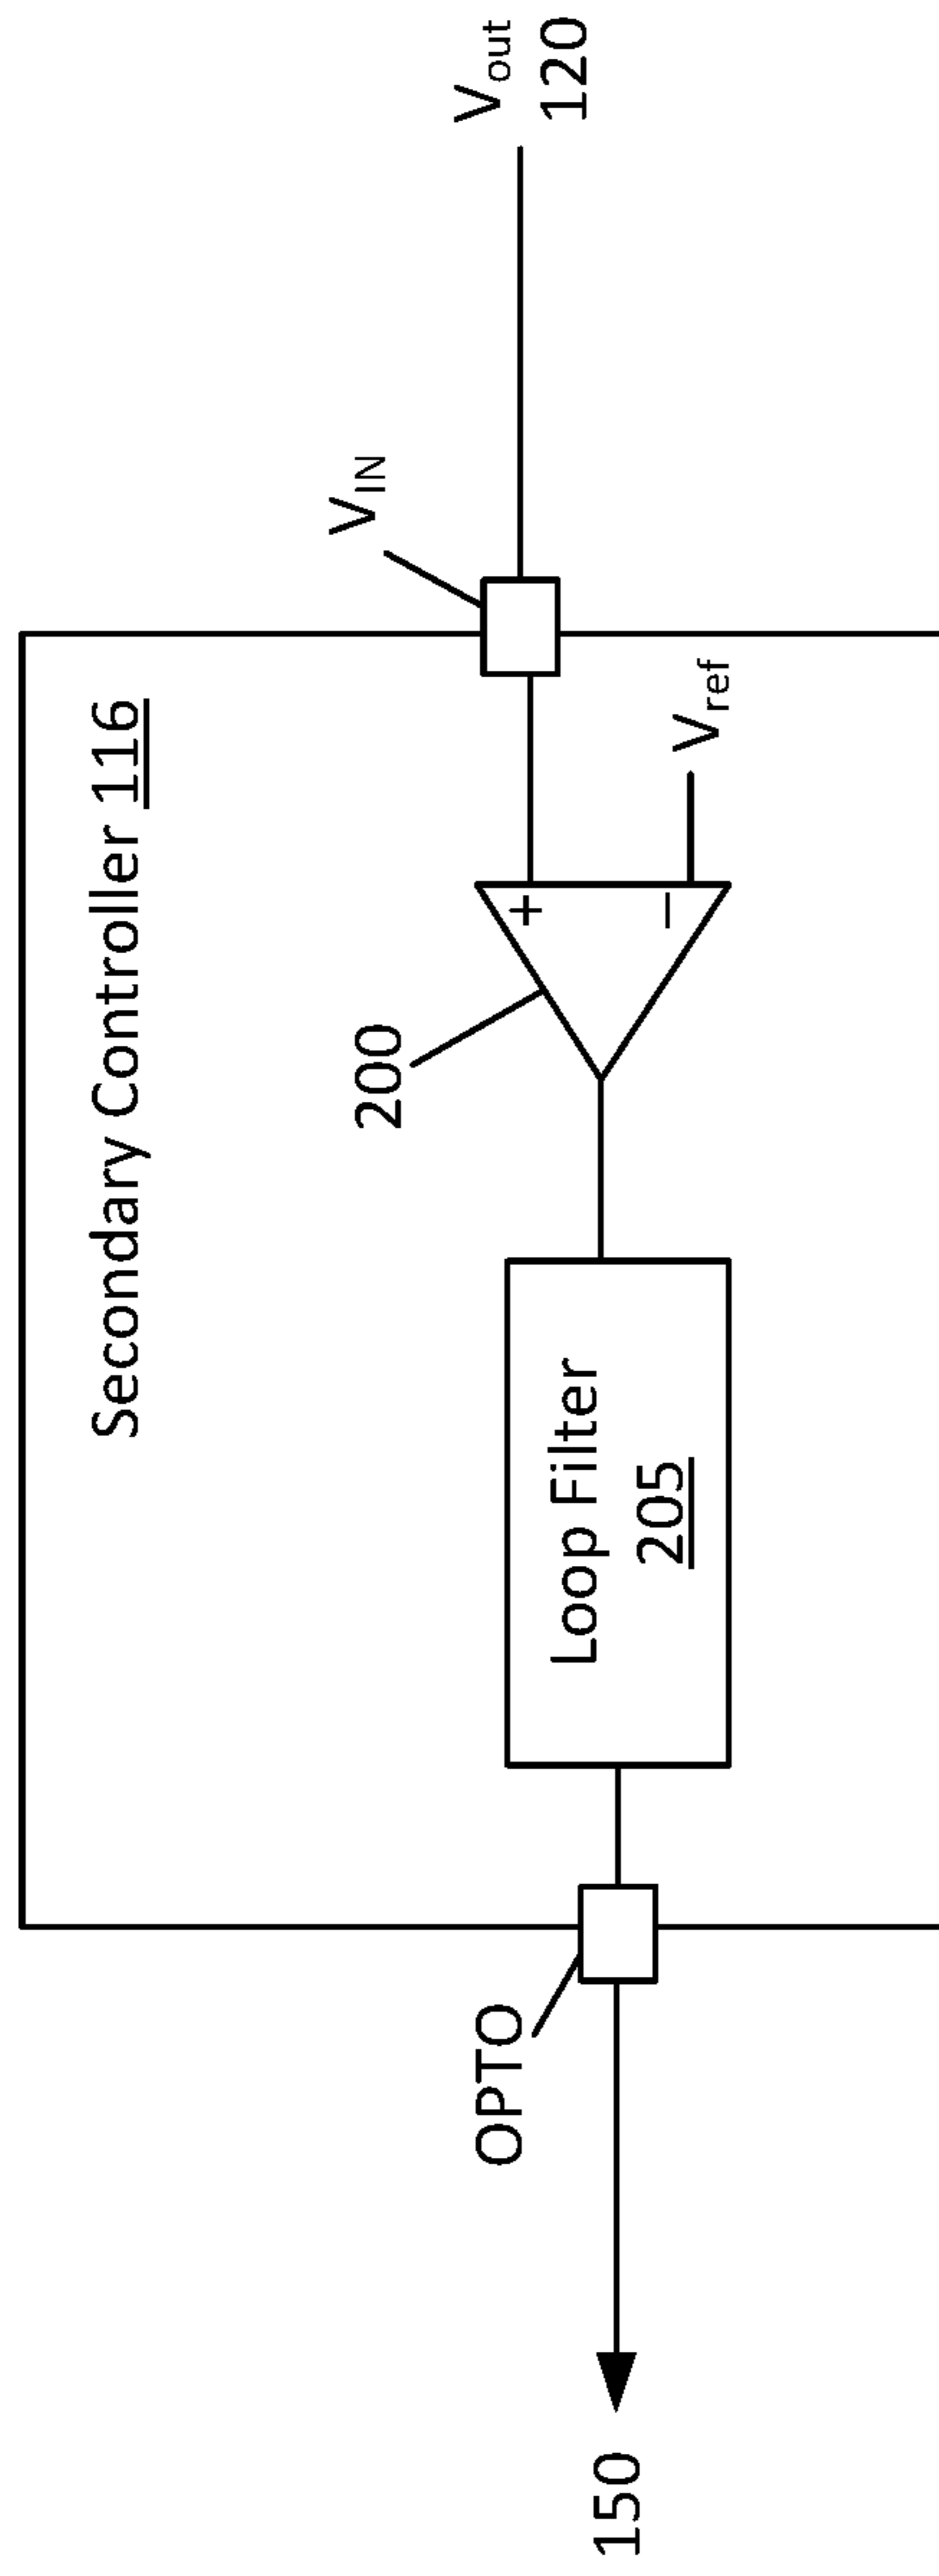 Secondary Controller 116
V_IN
V_out
120
200
+
−
V_ref
Loop Filter
205
OPTO
150